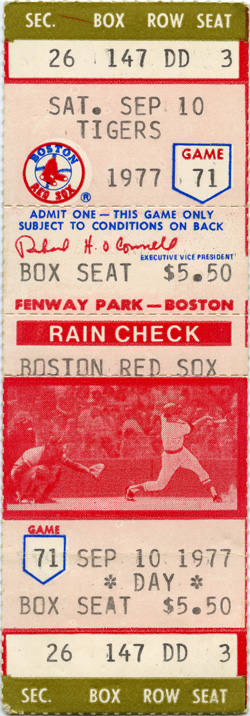 SEC. BOX ROW SEAT
26 147 DD 3
SAT. SEP 10
TIGERS
BOSTON
RED SOX
®
GAME
1977
71
ADMIT ONE — THIS GAME ONLY
SUBJECT TO CONDITIONS ON BACK
Richard H. O'Connell
EXECUTIVE VICE PRESIDENT
BOX SEAT $5.50
FENWAY PARK — BOSTON
RAIN CHECK
BOSTON RED SOX
GAME
71 SEP 10 1977
* DAY *
BOX SEAT $5.50
26 147 DD 3
SEC. BOX ROW SEAT